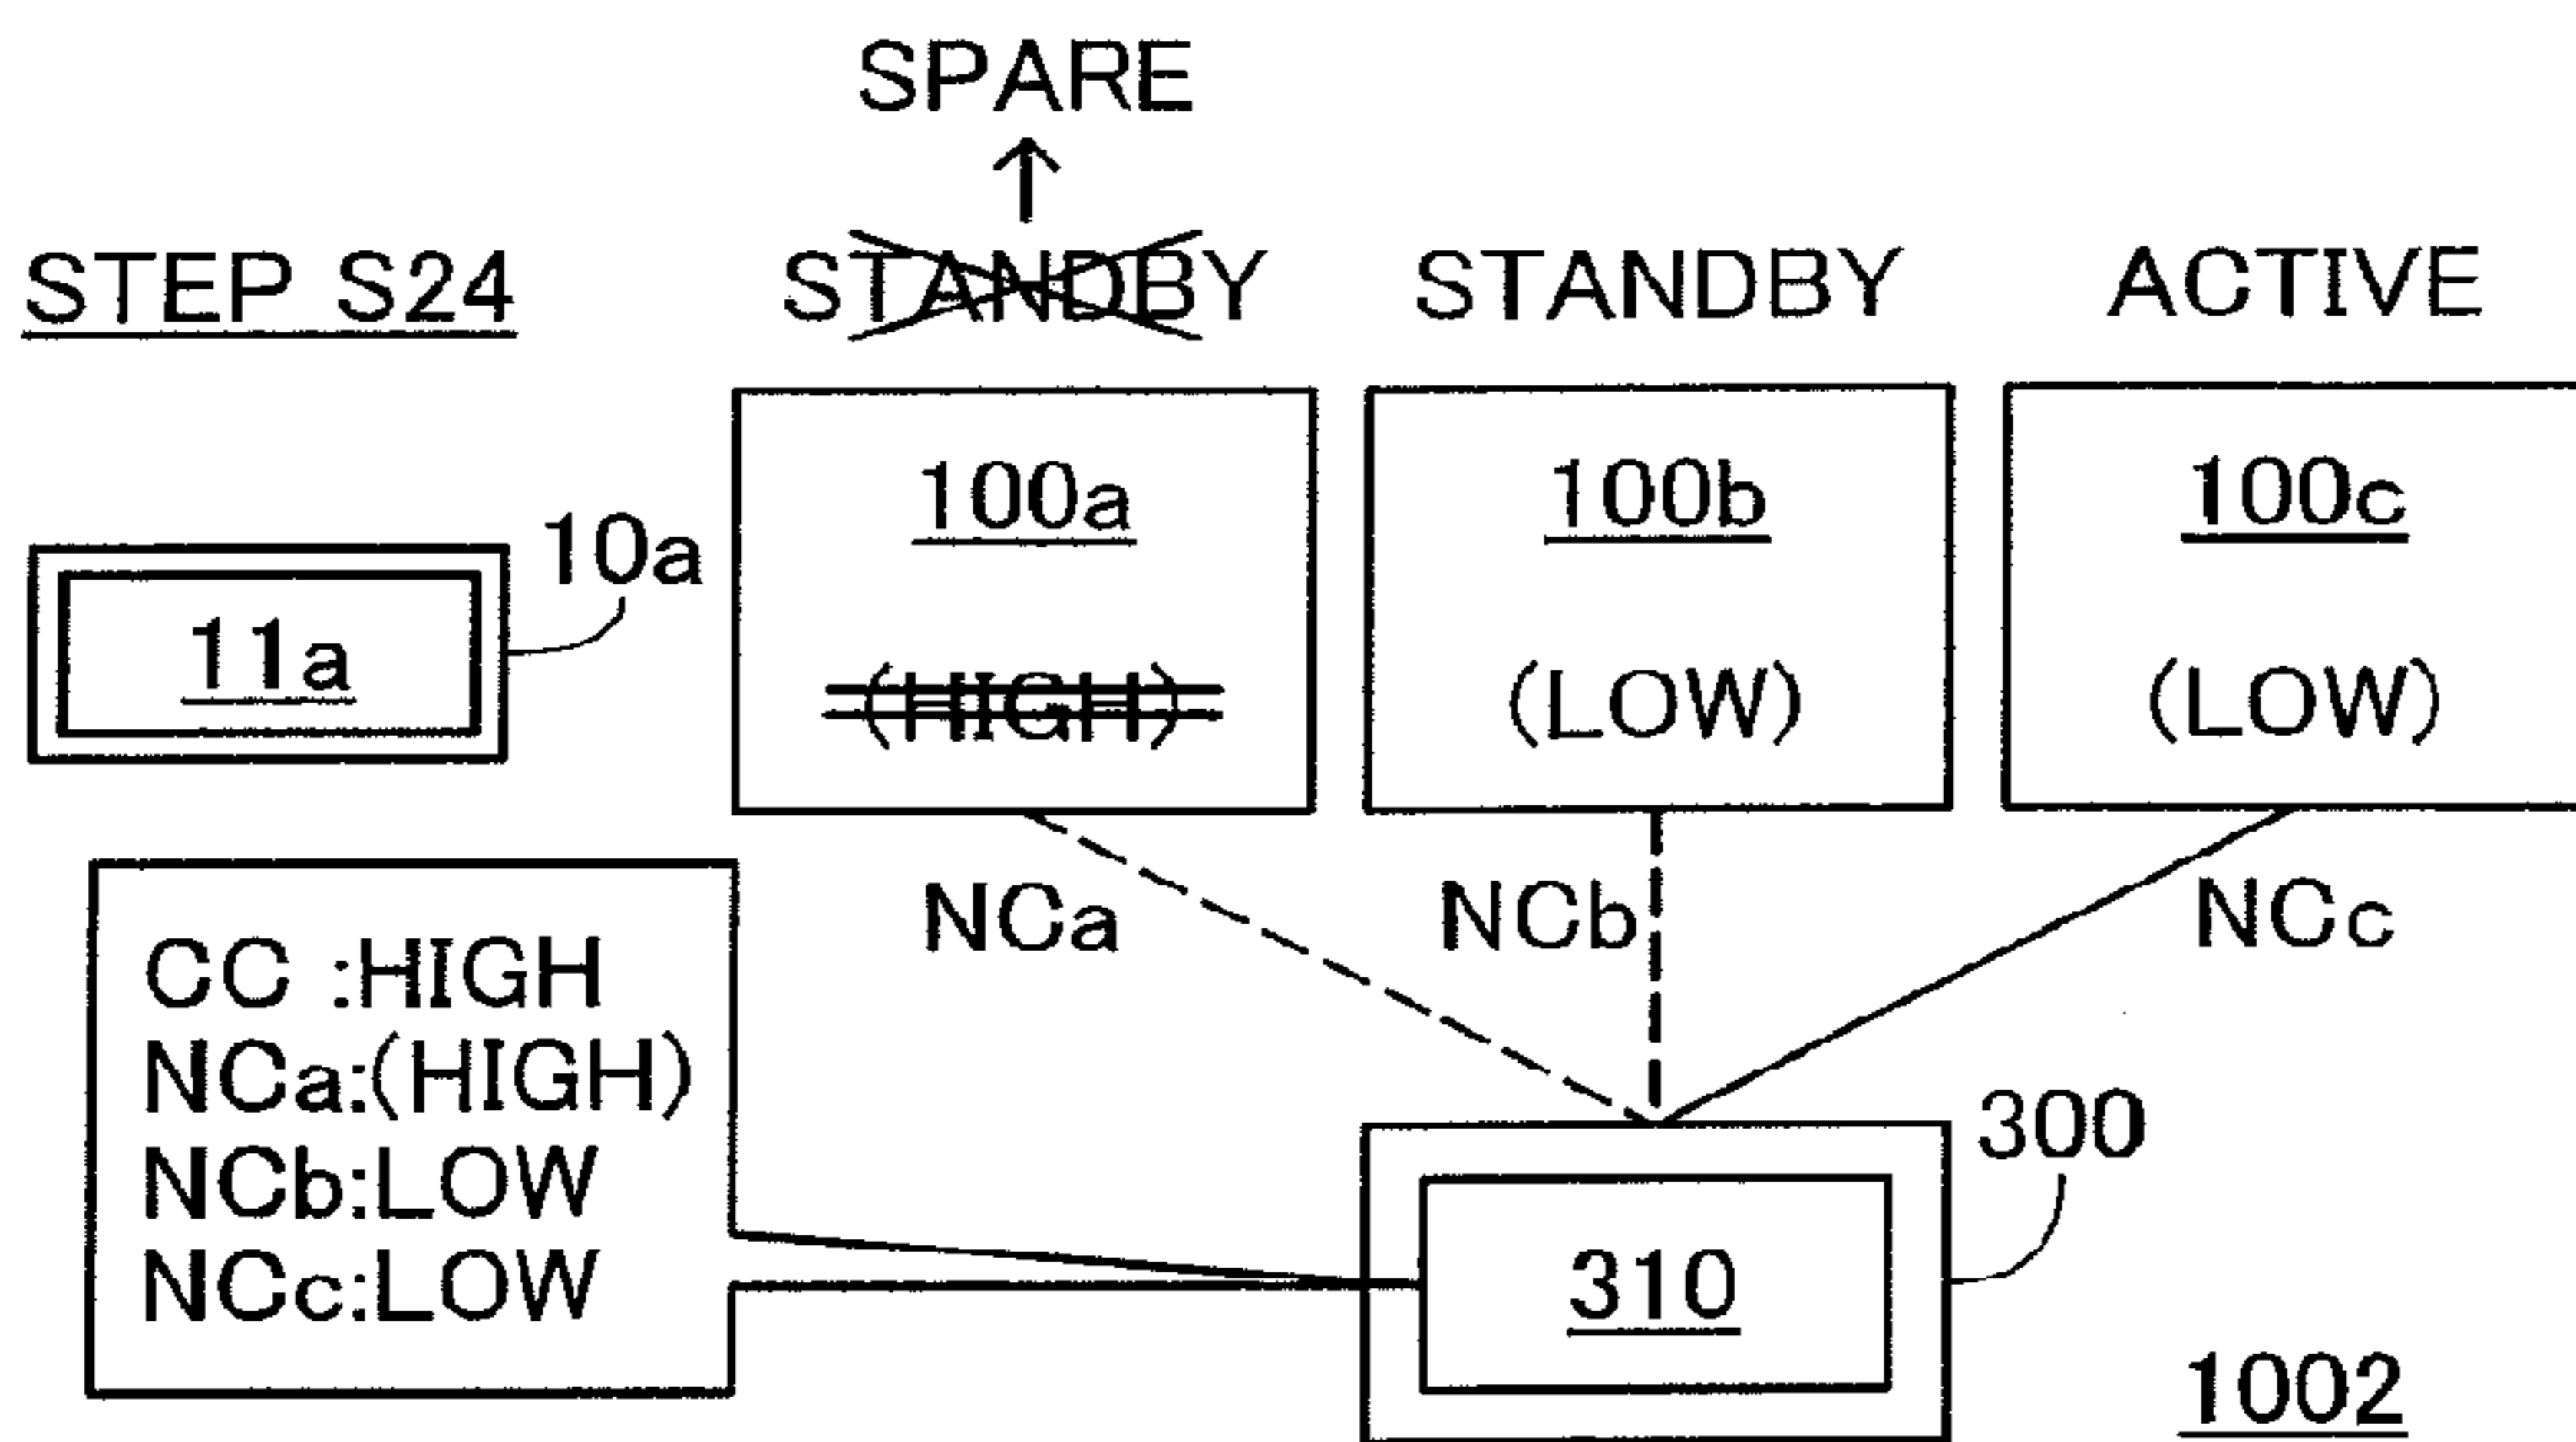 SPARE
STEP S24 STANDBY STANDBY ACTIVE
100a 100b 100c
10a
11a
(HIGH) (LOW) (LOW)
NCa NCb NCc
CC :HIGH
NCa:(HIGH)
NCb:LOW
NCc:LOW
300
310
1002